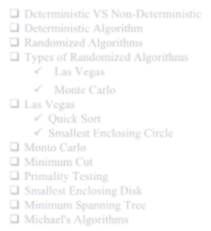 ❑ Deterministic VS Non-Deterministic
❑ Deterministic Algorithm
❑ Randomized Algorithms
❑ Types of Randomized Algorithms
✓ Las Vegas
✓ Monte Carlo
❑ Las Vegas
✓ Quick Sort
✓ Smallest Enclosing Circle
❑ Monto Carlo
❑ Minimum Cut
❑ Primality Testing
❑ Smallest Enclosing Disk
❑ Minimum Spanning Tree
❑ Michael's Algorithms